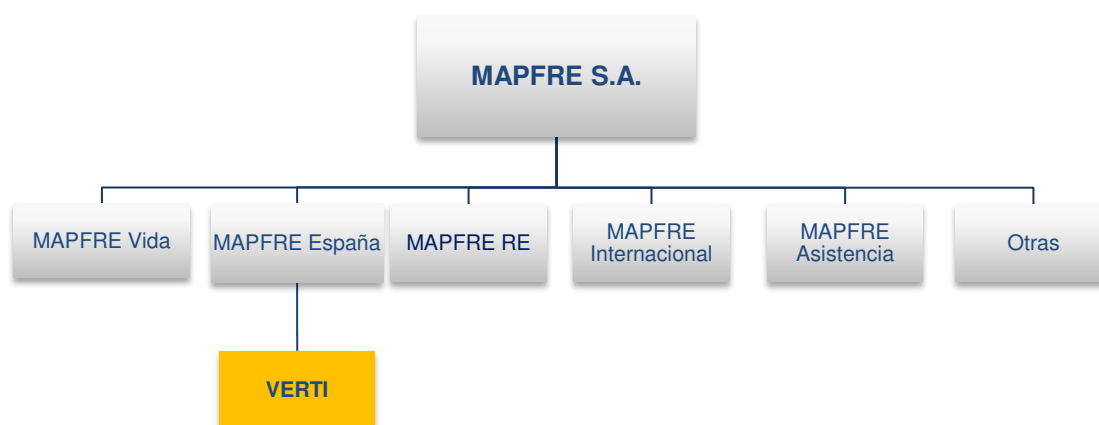 MAPFRE S.A.
MAPFRE Vida
MAPFRE España
MAPFRE RE
MAPFRE
Internacional
MAPFRE
Asistencia
Otras
VERTI